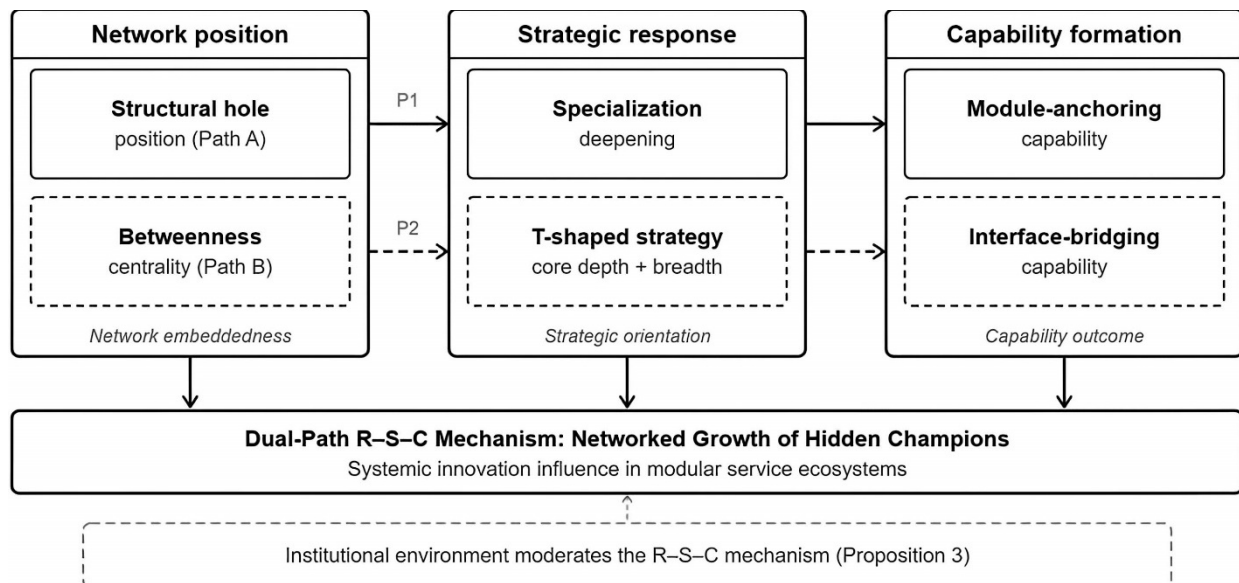 Network position
Strategic response
Capability formation
Structural hole
position (Path A)
P1
Specialization
deepening
Module-anchoring
capability
Betweenness
centrality (Path B)
P2
T-shaped strategy
core depth + breadth
Interface-bridging
capability
Network embeddedness
Strategic orientation
Capability outcome
Dual-Path R–S–C Mechanism: Networked Growth of Hidden Champions
Systemic innovation influence in modular service ecosystems
Institutional environment moderates the R–S–C mechanism (Proposition 3)